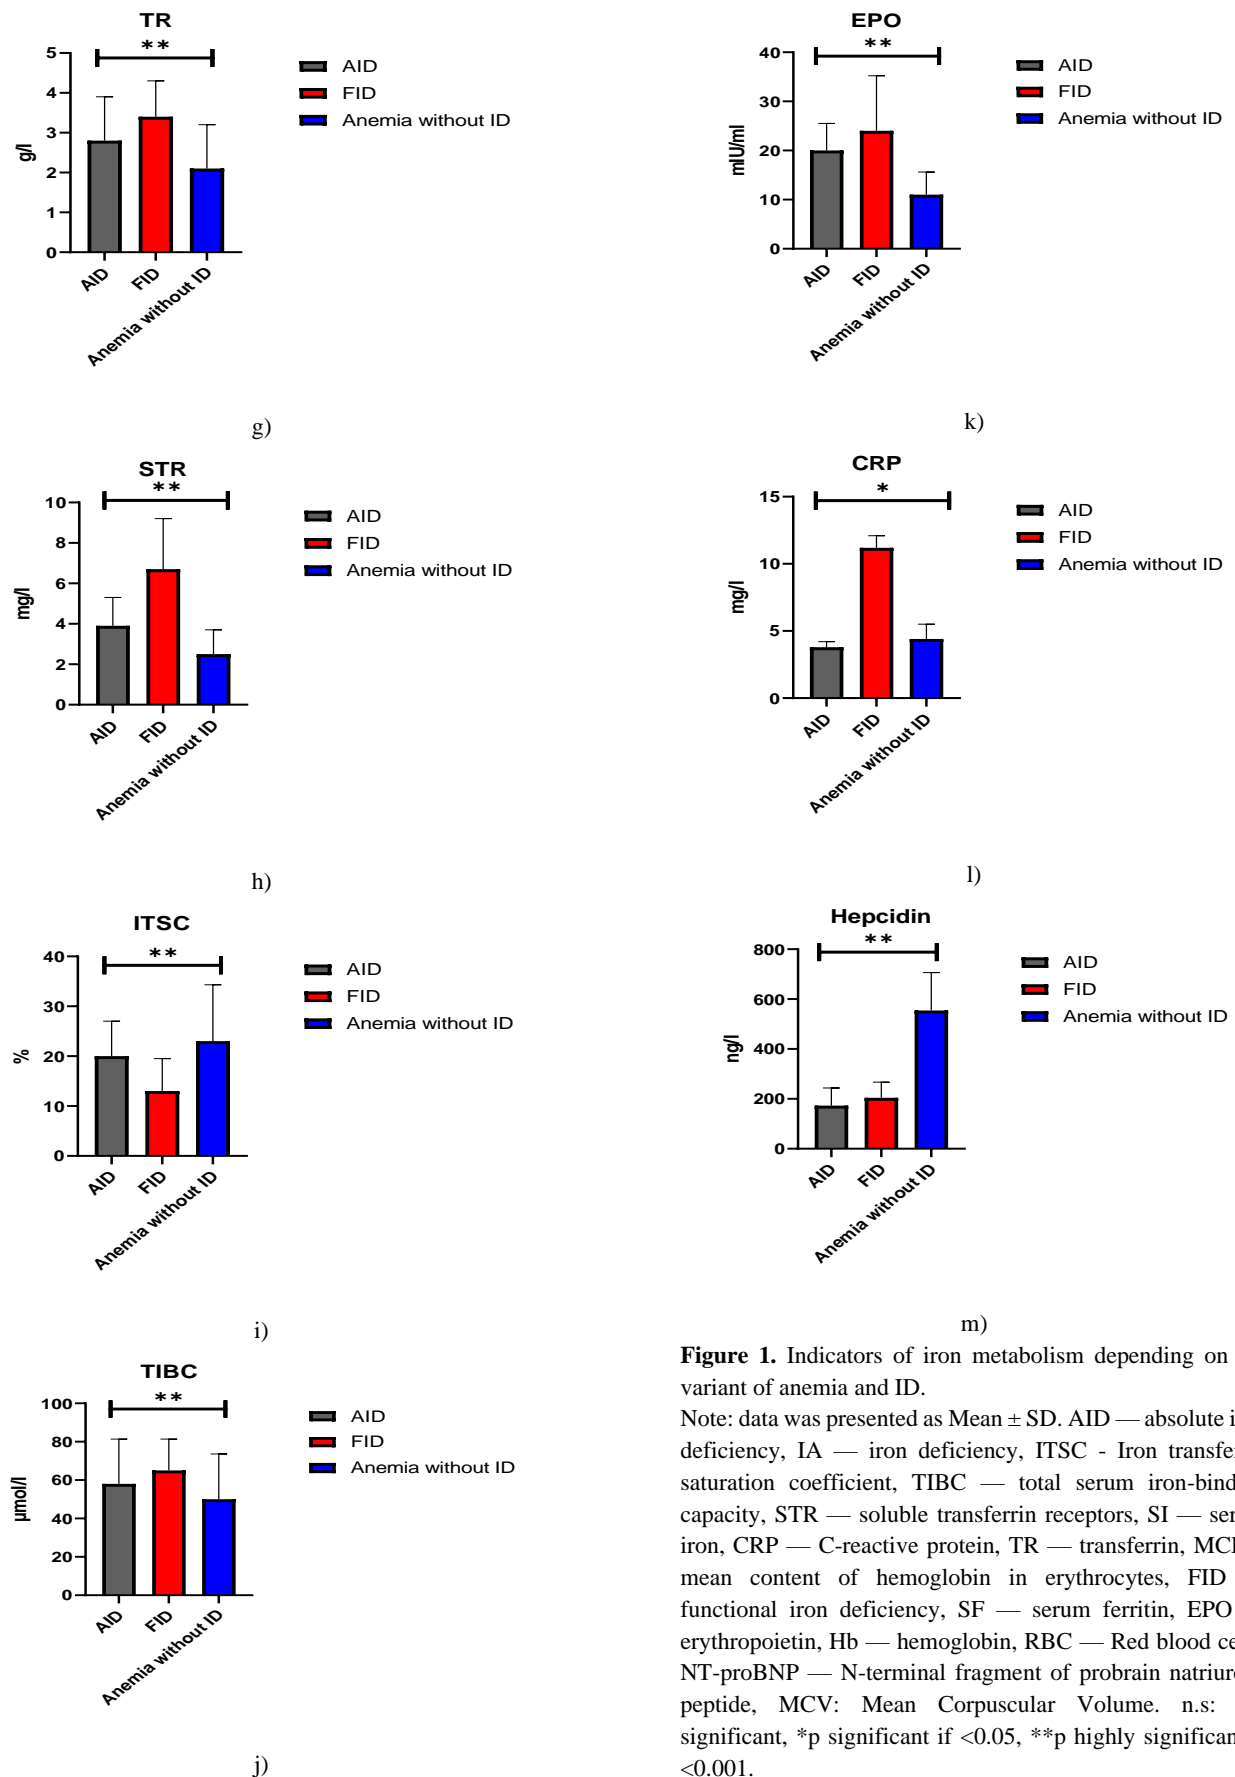 TR
**
5
4
3
2
1
0
g/l
AID
FID
Anemia without ID
AID
FID
Anemia without ID
g)
STR
**
10
8
6
4
2
0
mg/l
AID
FID
Anemia without ID
AID
FID
Anemia without ID
h)
ITSC
**
40
30
20
10
0
%
AID
FID
Anemia without ID
AID
FID
Anemia without ID
i)
TIBC
**
100
80
60
40
20
0
µmol/l
AID
FID
Anemia without ID
AID
FID
Anemia without ID
j)
EPO
**
40
30
20
10
0
mIU/ml
AID
FID
Anemia without ID
AID
FID
Anemia without ID
k)
CRP
*
15
10
5
0
mg/l
AID
FID
Anemia without ID
AID
FID
Anemia without ID
l)
Hepcidin
**
800
600
400
200
0
ng/l
AID
FID
Anemia without ID
AID
FID
Anemia without ID
m)
Figure 1. Indicators of iron metabolism depending on
variant of anemia and ID.
Note: data was presented as Mean ± SD. AID — absolute i
deficiency, IA — iron deficiency, ITSC - Iron transfer
saturation coefficient, TIBC — total serum iron-bind
capacity, STR — soluble transferrin receptors, SI — ser
iron, CRP — C-reactive protein, TR — transferrin, MCH
mean content of hemoglobin in erythrocytes, FID
functional iron deficiency, SF — serum ferritin, EPO
erythropoietin, Hb — hemoglobin, RBC — Red blood ce
NT-proBNP — N-terminal fragment of probrain natriure
peptide, MCV: Mean Corpuscular Volume. n.s:
significant, *p significant if <0.05, **p highly significan
<0.001.